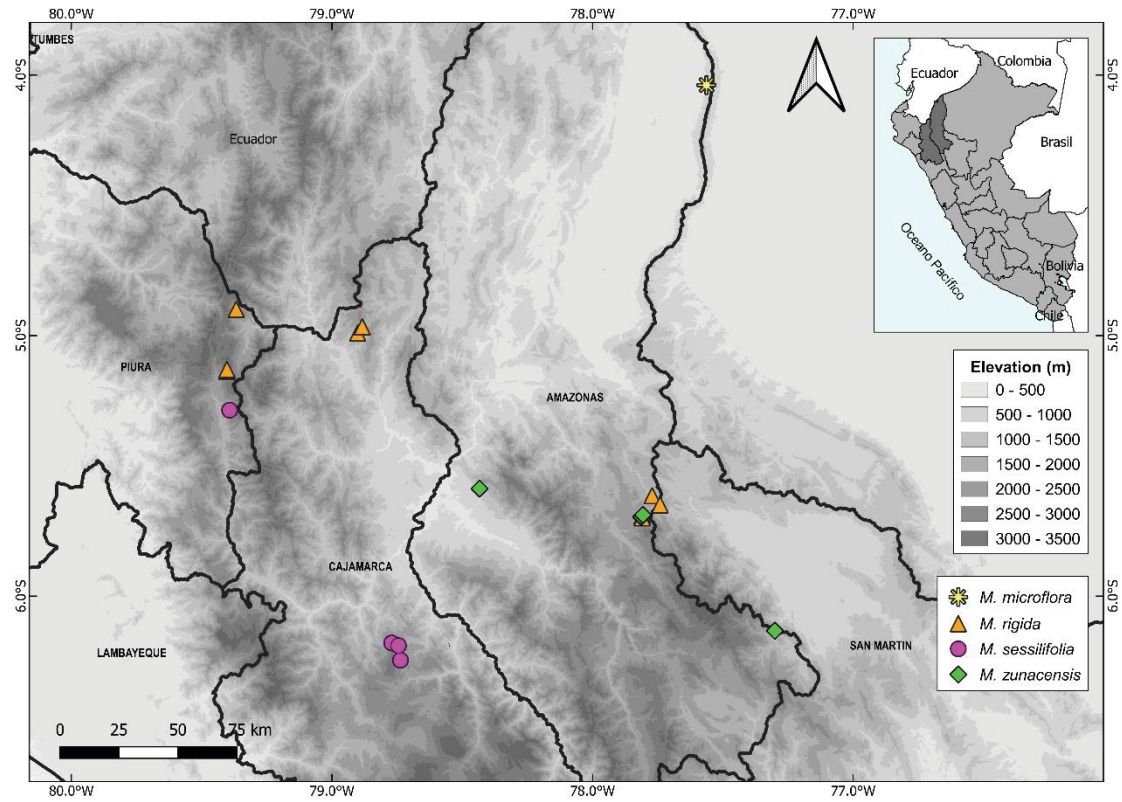 80.0°W 79.0°W 78.0°W 77.0°W
TUMBES
4.0°S
4.0°S
Ecuador
Colombia
Ecuador
Brasil
Oceano Pacífico
Bolivia
Chile
5.0°S
5.0°S
PIURA
AMAZONAS
Elevation (m)
0 - 500
500 - 1000
1000 - 1500
1500 - 2000
2000 - 2500
2500 - 3000
3000 - 3500
CAJAMARCA
6.0°S
6.0°S
M. microflora
M. rigida
M. sessilifolia
M. zunacensis
LAMBAYEQUE
SAN MARTIN
0 25 50 75 km
80.0°W 79.0°W 78.0°W 77.0°W